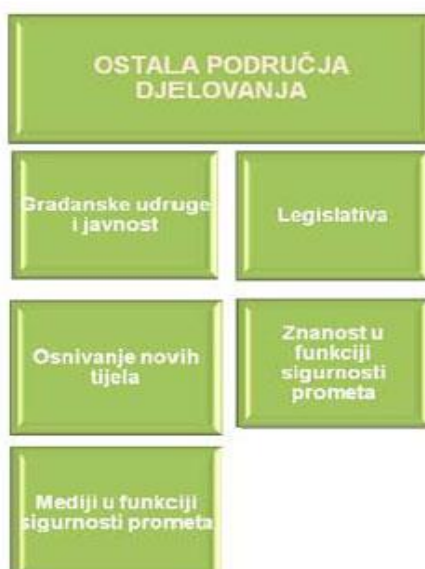 OSTALA PODRUČJA
DJELOVANJA
Građanske udruge
i javnost
Legislativa
Osnivanje novih
tijela
Znanost u
funkciji
sigurnosti
prometa
Mediji u funkciji
sigurnosti prometa